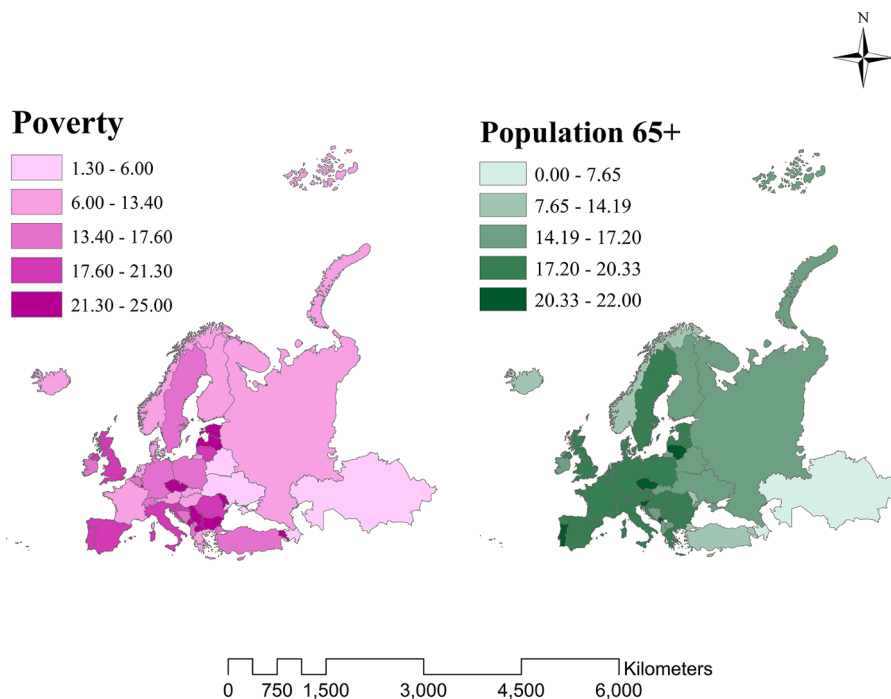 N
Poverty
1.30 - 6.00
6.00 - 13.40
13.40 - 17.60
17.60 - 21.30
21.30 - 25.00
Population 65+
0.00 - 7.65
7.65 - 14.19
14.19 - 17.20
17.20 - 20.33
20.33 - 22.00
Kilometers
0 750 1,500 3,000 4,500 6,000